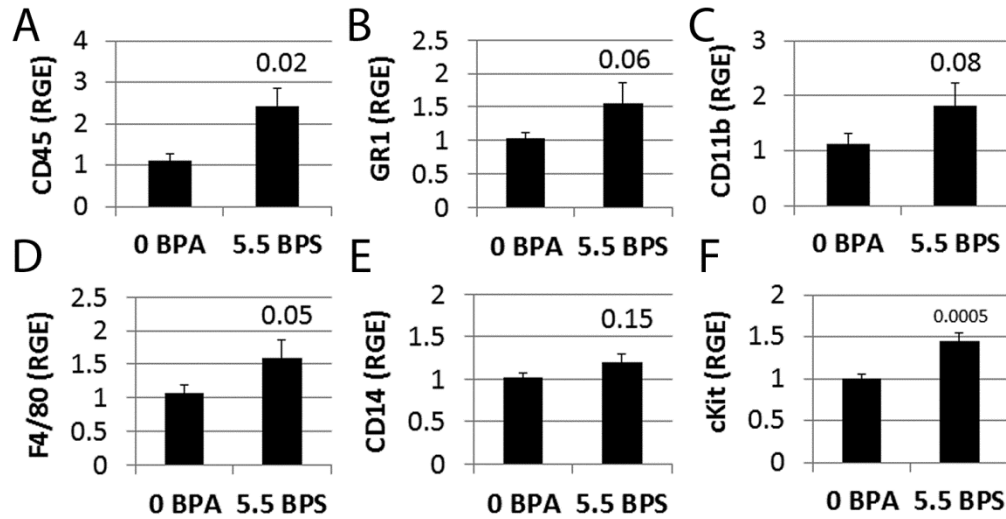 A
CD45 (RGE)
4
3
2
1
0
0.02
0 BPA 5.5 BPS
B
GR1 (RGE)
2.5
2
1.5
1
0.5
0
0.06
0 BPA 5.5 BPS
C
CD11b (RGE)
3
2
1
0
0.08
0 BPA 5.5 BPS
D
F4/80 (RGE)
2.5
2
1.5
1
0.5
0
0.05
0 BPA 5.5 BPS
E
CD14 (RGE)
2
1.5
1
0.5
0
0.15
0 BPA 5.5 BPS
F
cKit (RGE)
2
1.5
1
0.5
0
0.0005
0 BPA 5.5 BPS